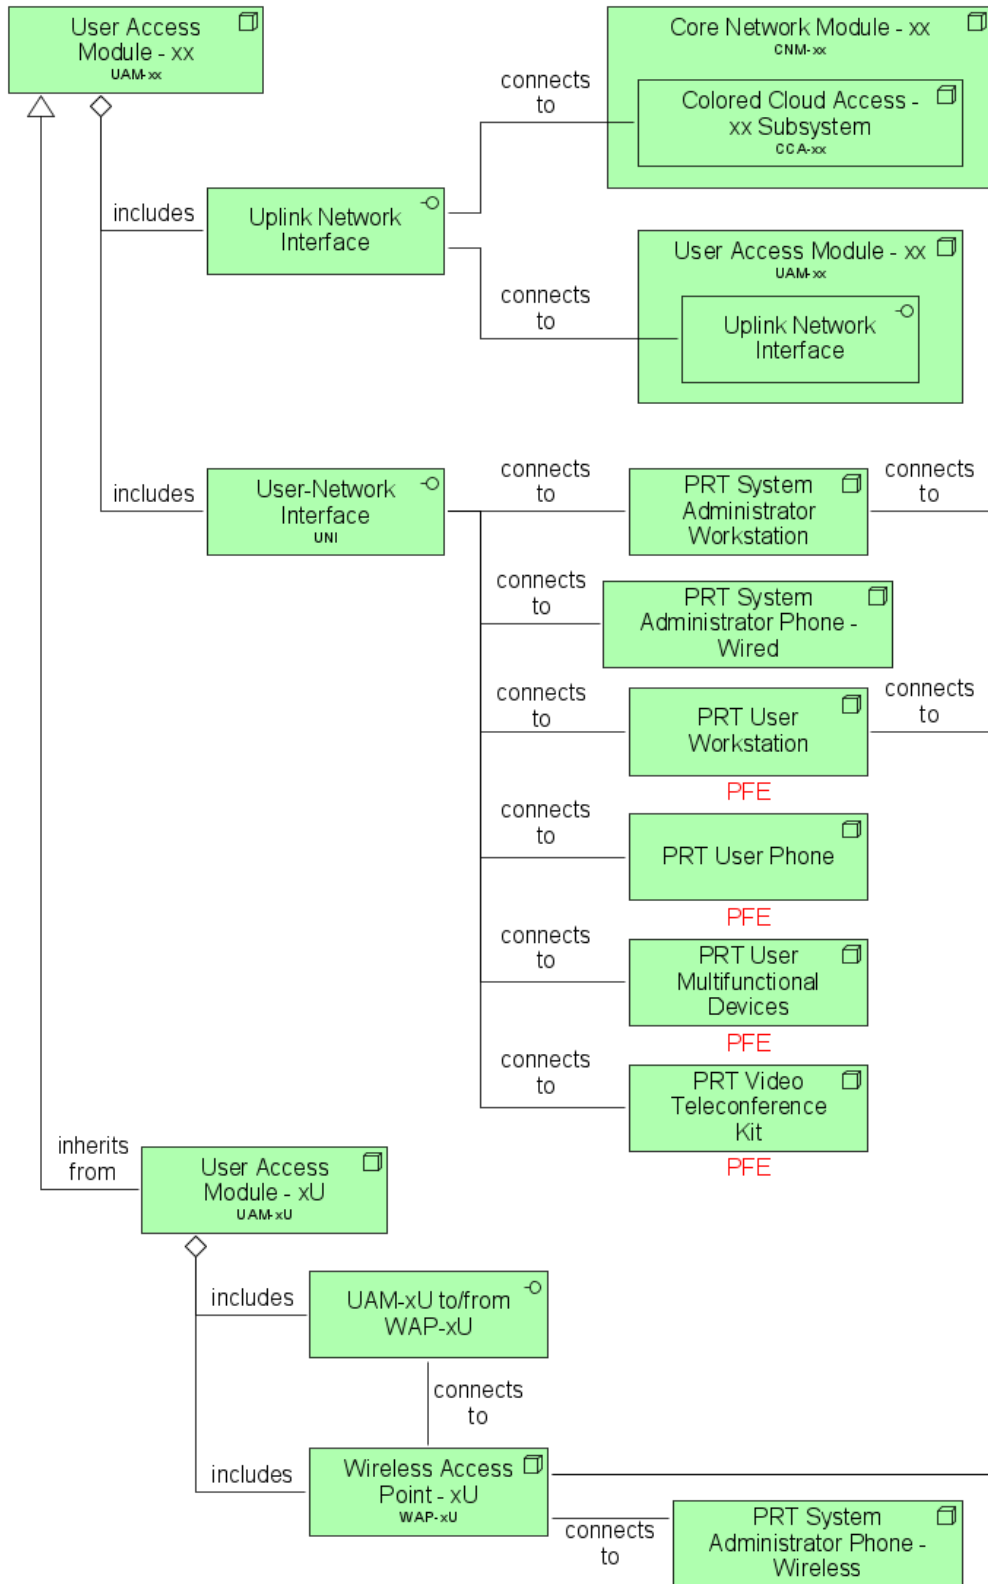 User Access
Module - xx
UAM-xx
Core Network Module - xx
CNM-xx
connects
to
Colored Cloud Access -
xx Subsystem
CCA-xx
includes
Uplink Network
Interface
User Access Module - xx
UAM-xx
connects
to
Uplink Network
Interface
includes
User-Network
Interface
UNI
connects
to
PRT System
Administrator
Workstation
connects
to
connects
to
PRT System
Administrator Phone -
Wired
connects
to
PRT User
Workstation
connects
to
PFE
connects
to
PRT User Phone
PFE
connects
to
PRT User
Multifunctional
Devices
PFE
connects
to
PRT Video
Teleconference
Kit
PFE
inherits
from
User Access
Module - xU
UAM-xU
includes
UAM-xU to/from
WAP-xU
connects
to
includes
Wireless Access
Point - xU
WAP-xU
connects
to
PRT System
Administrator Phone -
Wireless